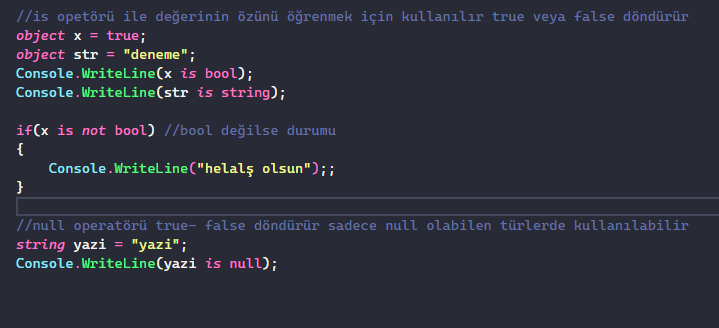 //is opetörü ile değerinin özünü öğrenmek için kullanılır true veya false döndürür
object x = true;
object str = "deneme";
Console.WriteLine(x is bool);
Console.WriteLine(str is string);
if(x is not bool) //bool değilse durumu
{
Console.WriteLine("helalş olsun");;
}
//null operatörü true- false döndürür sadece null olabilen türlerde kullanılabilir
string yazi = "yazi";
Console.WriteLine(yazi is null);